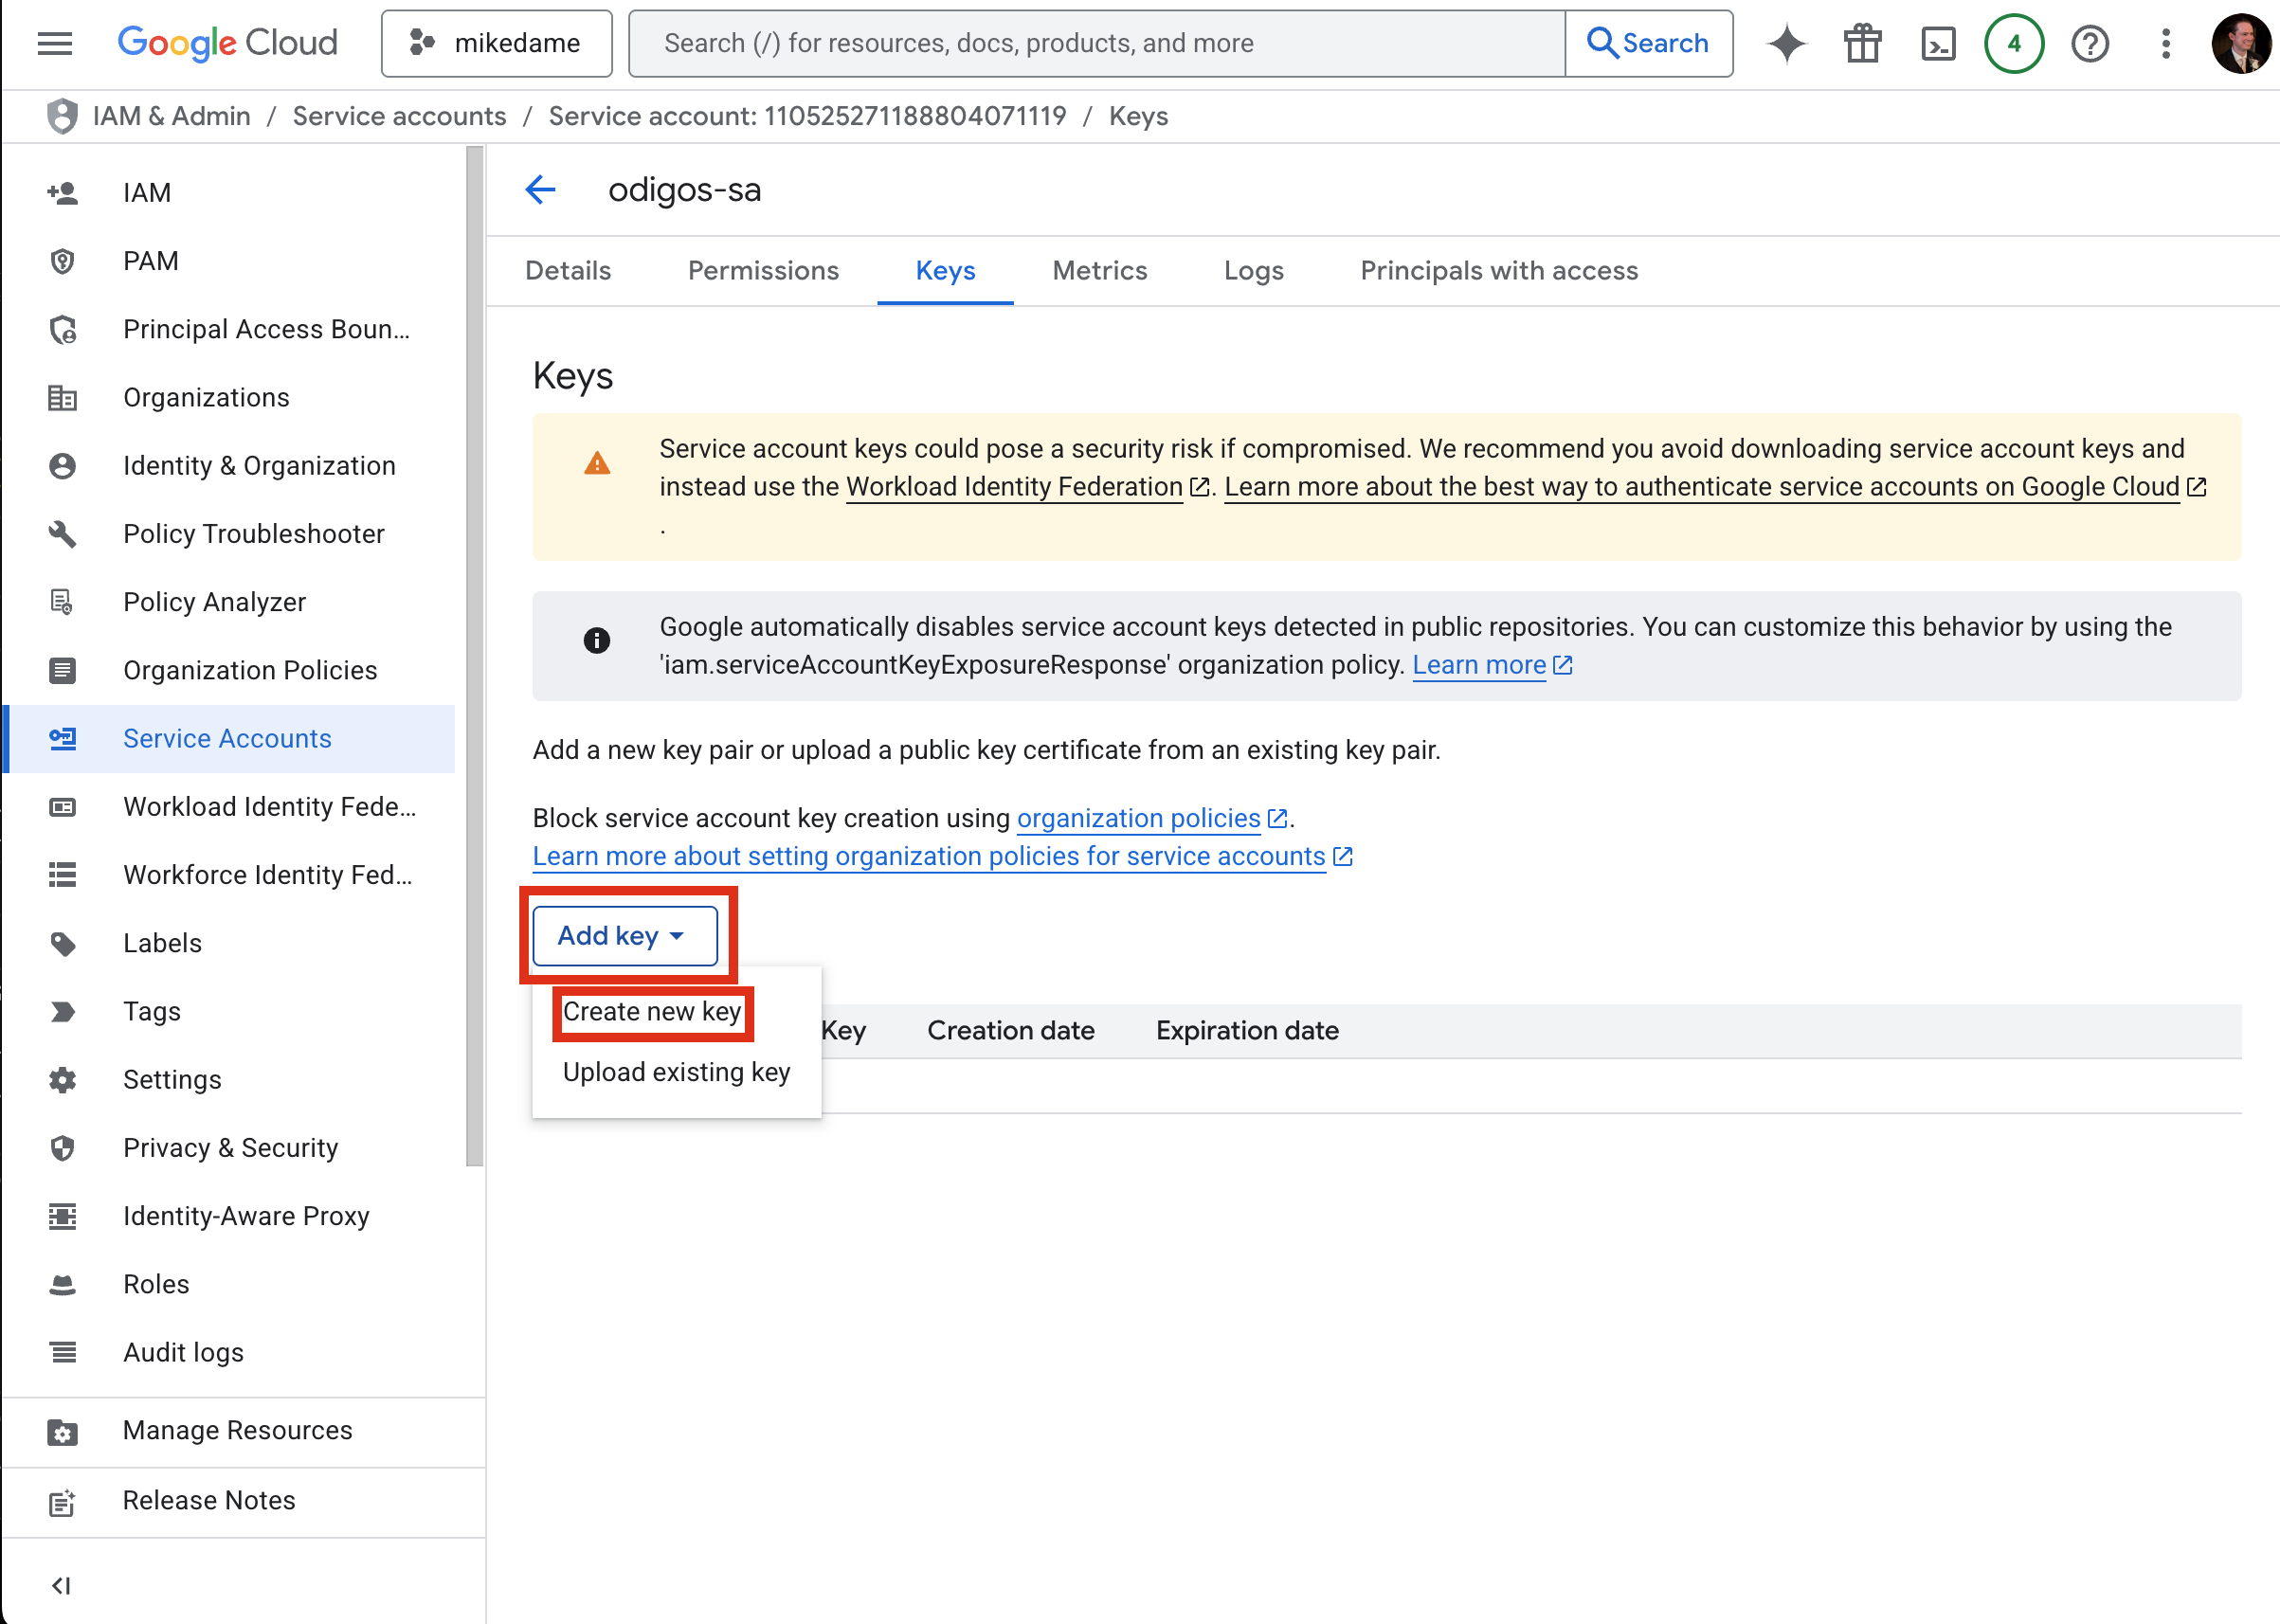 Google Cloud
mikedame
Search (/) for resources, docs, products, and more
Search
4
IAM & Admin / Service accounts / Service account: 110525271188804071119 / Keys
IAM
PAM
Principal Access Boun...
Organizations
Identity & Organization
Policy Troubleshooter
Policy Analyzer
Organization Policies
Service Accounts
Workload Identity Fede...
Workforce Identity Fed...
Labels
Tags
Settings
Privacy & Security
Identity-Aware Proxy
Roles
Audit logs
Manage Resources
Release Notes
odigos-sa
Details Permissions Keys Metrics Logs Principals with access
Keys
Service account keys could pose a security risk if compromised. We recommend you avoid downloading service account keys and
instead use the Workload Identity Federation. Learn more about the best way to authenticate service accounts on Google Cloud
.
Google automatically disables service account keys detected in public repositories. You can customize this behavior by using the
'iam.serviceAccountKeyExposureResponse' organization policy. Learn more
Add a new key pair or upload a public key certificate from an existing key pair.
Block service account key creation using organization policies.
Learn more about setting organization policies for service accounts
Add key
Create new key
Upload existing key
Key Creation date Expiration date